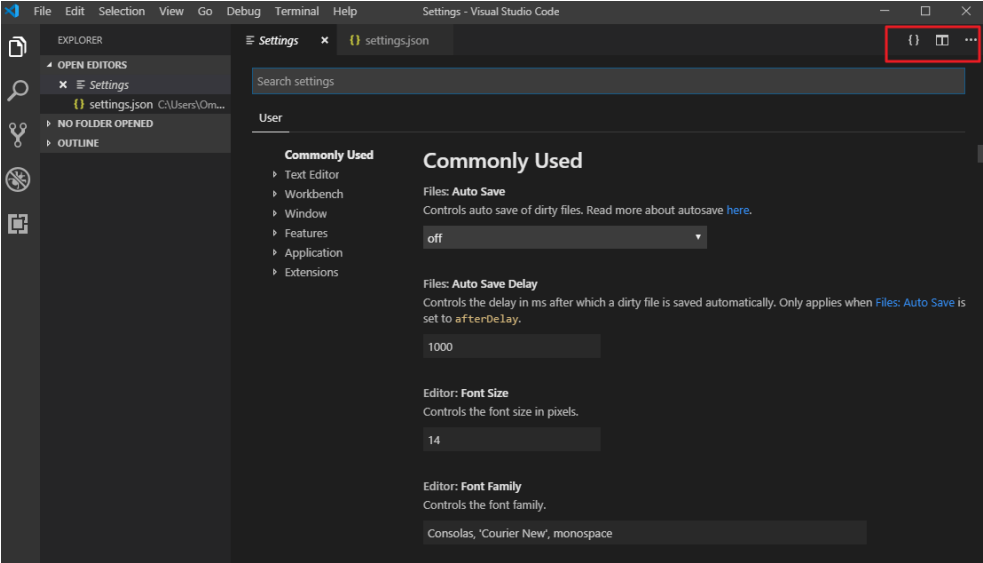 File Edit Selection View Go Debug Terminal Help Settings - Visual Studio Code
EXPLORER
Settings {} settings.json {} ...
OPEN EDITORS
Settings
{} settings.json C:\Users\Om...
NO FOLDER OPENED
OUTLINE
Search settings
User
Commonly Used
Text Editor
Workbench
Window
Features
Application
Extensions
Commonly Used
Files: Auto Save
Controls auto save of dirty files. Read more about autosave here.
off
Files: Auto Save Delay
Controls the delay in ms after which a dirty file is saved automatically. Only applies when Files: Auto Save is
set to afterDelay.
1000
Editor: Font Size
Controls the font size in pixels.
14
Editor: Font Family
Controls the font family.
Consolas, 'Courier New', monospace